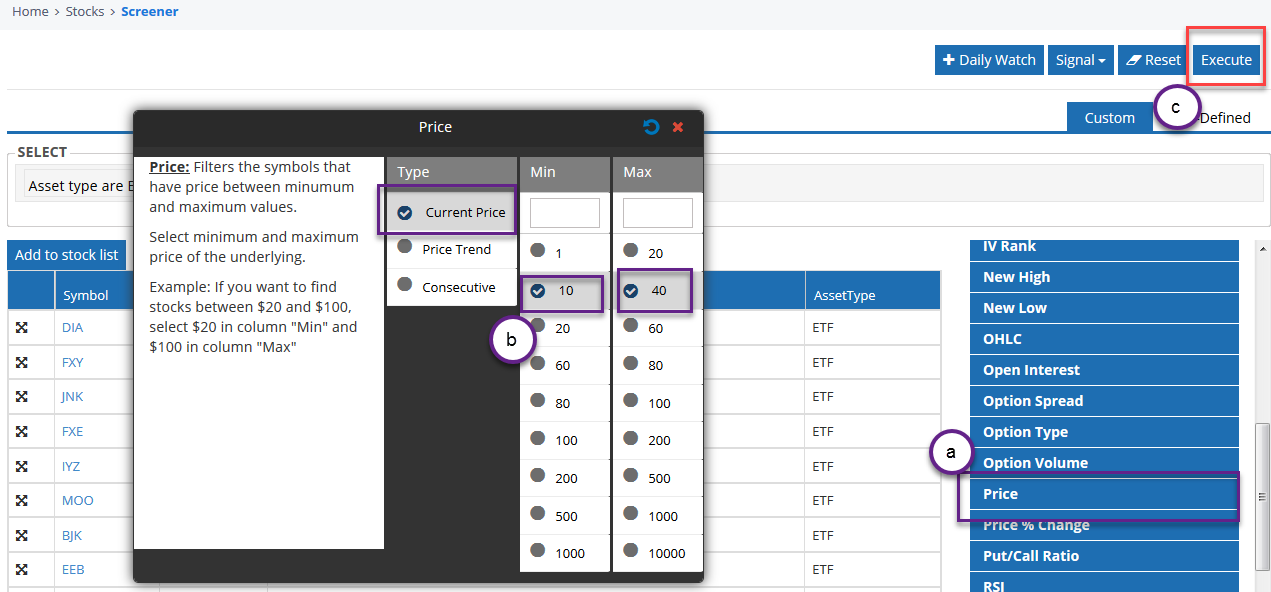 Home > Stocks > Screener
Daily Watch
Signal
Reset
Execute
c
Custom
-Defined
SELECT
Asset type are E
Price
Price: Filters the symbols that
have price between minumum
and maximum values.
Select minimum and maximum
price of the underlying.
Example: If you want to find
stocks between $20 and $100,
select $20 in column "Min" and
$100 in column "Max"
Type
Current Price
Price Trend
Consecutive
Min
1
10
20
60
80
100
200
500
1000
Max
20
40
60
80
100
200
500
1000
10000
b
Add to stock list
Symbol
AssetType
DIA
ETF
FXY
ETF
JNK
ETF
FXE
ETF
IYZ
ETF
MOO
ETF
BJK
ETF
EEB
ETF
IV Rank
New High
New Low
OHLC
Open Interest
Option Spread
Option Type
Option Volume
a
Price
Price % Change
Put/Call Ratio
RSI